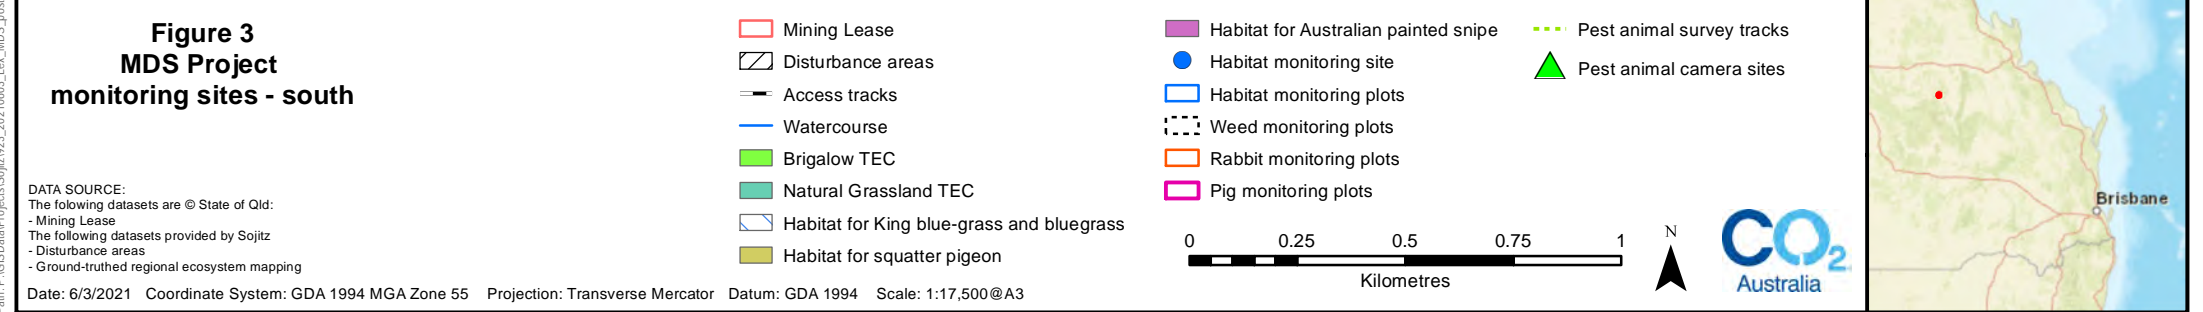 Figure 3
MDS Project
monitoring sites - south
DATA SOURCE:
The following datasets are © State of Qld:
- Mining Lease
The following datasets provided by Sojitz
- Disturbance areas
- Ground-truthed regional ecosystem mapping
Date: 6/3/2021 Coordinate System: GDA 1994 MGA Zone 55 Projection: Transverse Mercator Datum: GDA 1994 Scale: 1:17,500@A3
Mining Lease
Disturbance areas
Access tracks
Watercourse
Brigalow TEC
Natural Grassland TEC
Habitat for King blue-grass and bluegrass
Habitat for squatter pigeon
Habitat for Australian painted snipe
Habitat monitoring site
Habitat monitoring plots
Weed monitoring plots
Rabbit monitoring plots
Pig monitoring plots
Pest animal survey tracks
Pest animal camera sites
0 0.25 0.5 0.75 1
Kilometres
N
CO2
Australia
Brisbane